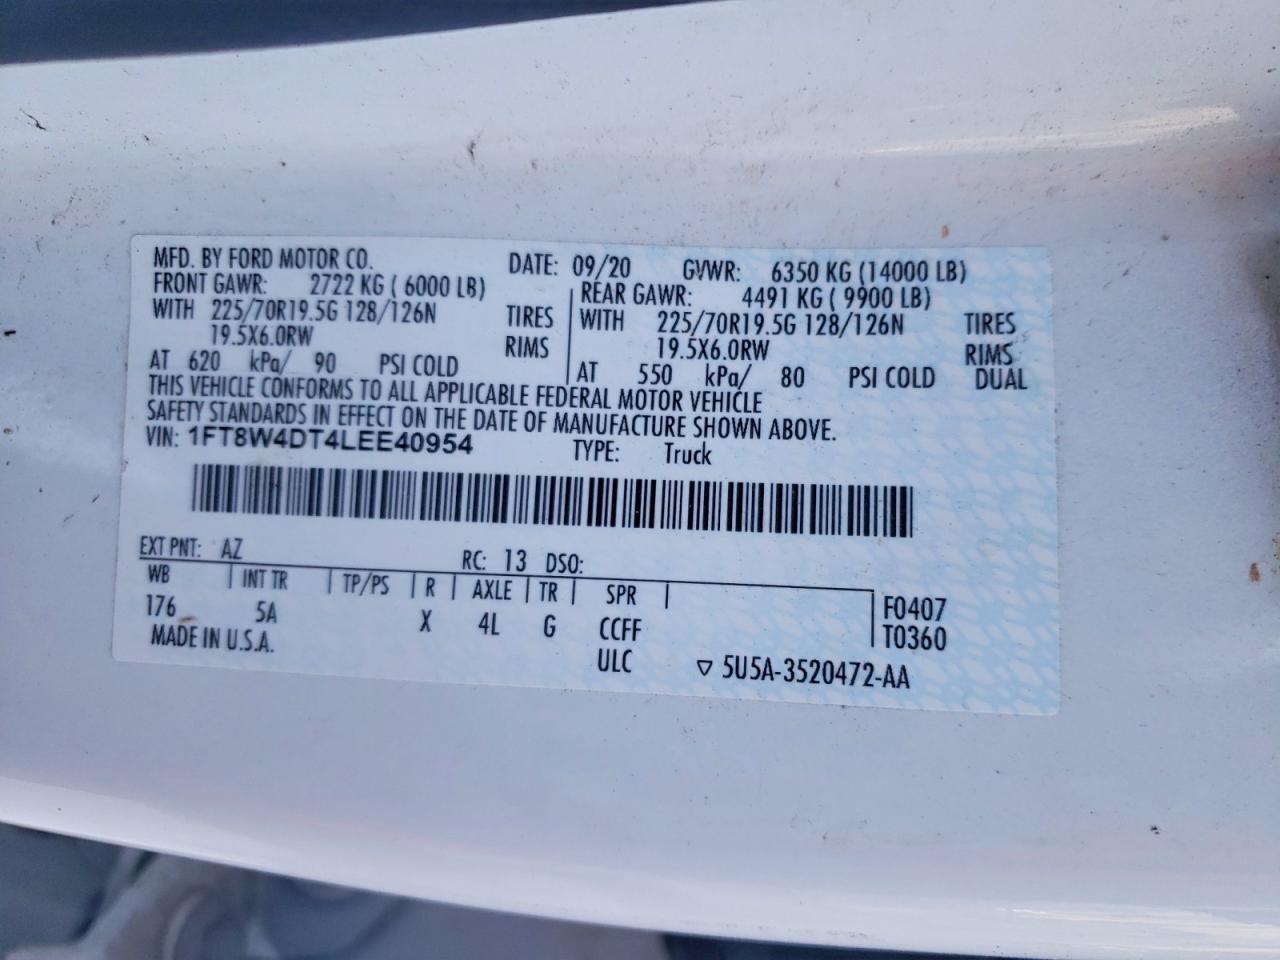 MFD. BY FORD MOTOR CO. DATE: 09/20 GVWR: 6350 KG (14000 LB)
FRONT GAWR: 2722 KG ( 6000 LB) REAR GAWR: 4491 KG ( 9900 LB)
WITH 225/70R19.5G 128/126N TIRES WITH 225/70R19.5G 128/126N TIRES
19.5X6.0RW RIMS 19.5X6.0RW RIMS
AT 620 kPa/ 90 PSI COLD AT 550 kPa/ 80 PSI COLD DUAL
THIS VEHICLE CONFORMS TO ALL APPLICABLE FEDERAL MOTOR VEHICLE
SAFETY STANDARDS IN EFFECT ON THE DATE OF MANUFACTURE SHOWN ABOVE.
VIN: 1FT8W4DT4LEE40954 TYPE: Truck
EXT PNT: AZ RC: 13 DSO:
WB INT TR TP/PS R AXLE TR SPR F0407
176 5A X 4L G CCFF T0360
MADE IN U.S.A. ULC ▽ 5U5A-3520472-AA